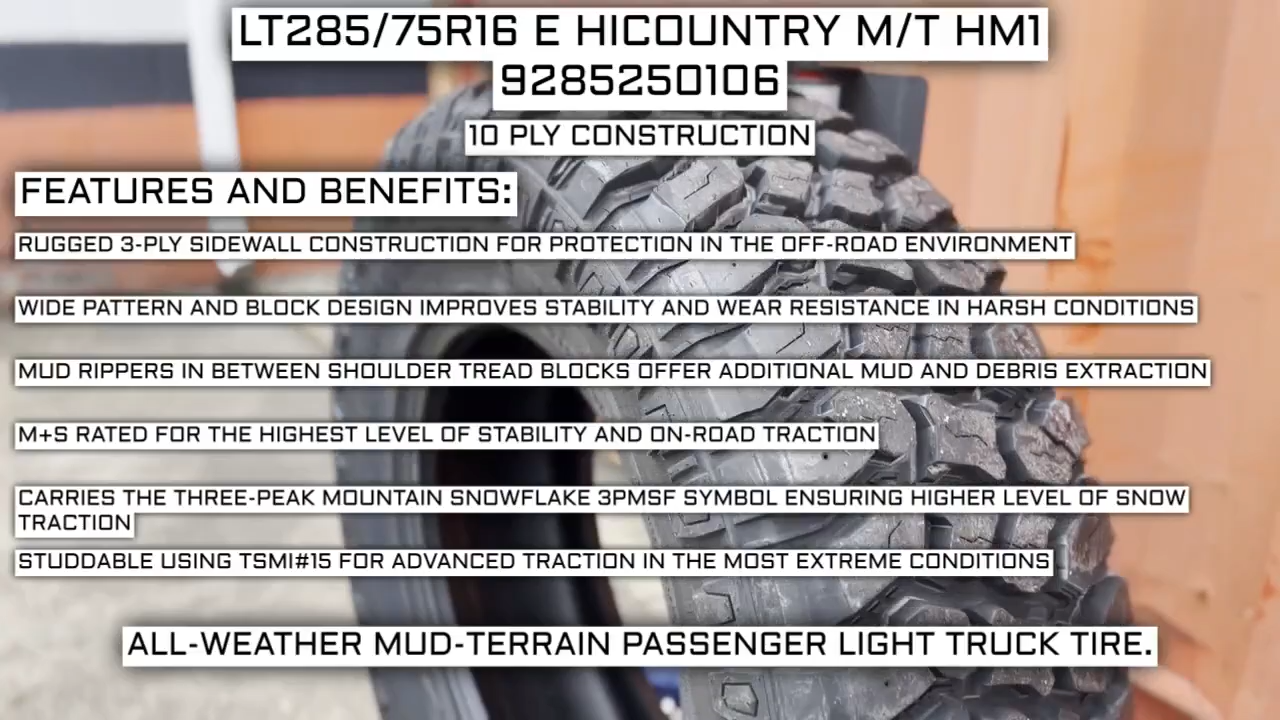 LT285/75R16 E HICOUNTRY M/T HM1
9285250106
10 PLY CONSTRUCTION
FEATURES AND BENEFITS:
RUGGED 3-PLY SIDEWALL CONSTRUCTION FOR PROTECTION IN THE OFF-ROAD ENVIRONMENT
WIDE PATTERN AND BLOCK DESIGN IMPROVES STABILITY AND WEAR RESISTANCE IN HARSH CONDITIONS
MUD RIPPERS IN BETWEEN SHOULDER TREAD BLOCKS OFFER ADDITIONAL MUD AND DEBRIS EXTRACTION
M+S RATED FOR THE HIGHEST LEVEL OF STABILITY AND ON-ROAD TRACTION
CARRIES THE THREE-PEAK MOUNTAIN SNOWFLAKE 3PMSF SYMBOL ENSURING HIGHER LEVEL OF SNOW
TRACTION
STUDDABLE USING TSMI#15 FOR ADVANCED TRACTION IN THE MOST EXTREME CONDITIONS
ALL-WEATHER MUD-TERRAIN PASSENGER LIGHT TRUCK TIRE.